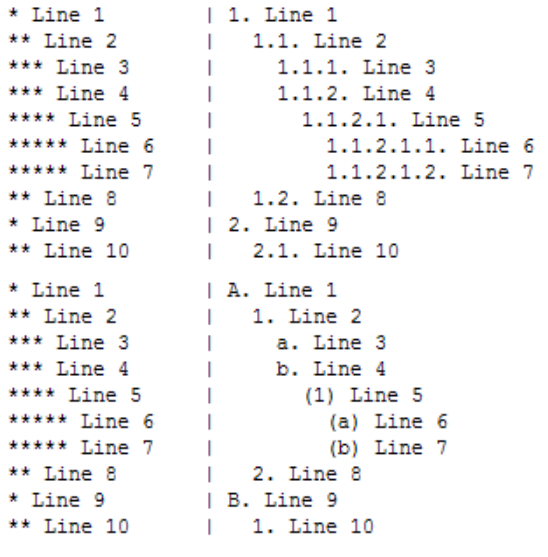 * Line 1        | 1. Line 1
** Line 2       |   1.1. Line 2
*** Line 3      |     1.1.1. Line 3
*** Line 4      |     1.1.2. Line 4
**** Line 5     |       1.1.2.1. Line 5
***** Line 6    |         1.1.2.1.1. Line 6
***** Line 7    |         1.1.2.1.2. Line 7
** Line 8       |   1.2. Line 8
* Line 9        | 2. Line 9
** Line 10      |   2.1. Line 10
* Line 1        | A. Line 1
** Line 2       |   1. Line 2
*** Line 3      |     a. Line 3
*** Line 4      |     b. Line 4
**** Line 5     |       (1) Line 5
***** Line 6    |         (a) Line 6
***** Line 7    |         (b) Line 7
** Line 8       |   2. Line 8
* Line 9        | B. Line 9
** Line 10      |   1. Line 10